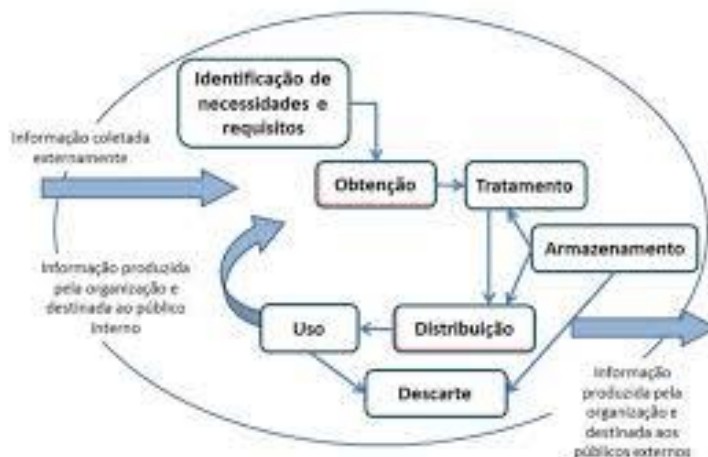 Identificação de
necessidades e
requisitos
Informação coletada
externamente
Obtenção
Tratamento
Armazenamento
Informação produzida
pela organização e
destinada ao público
Interno
Uso
Distribuição
Descarte
Informação
produzida pela
organização e
destinada aos
públicos externos